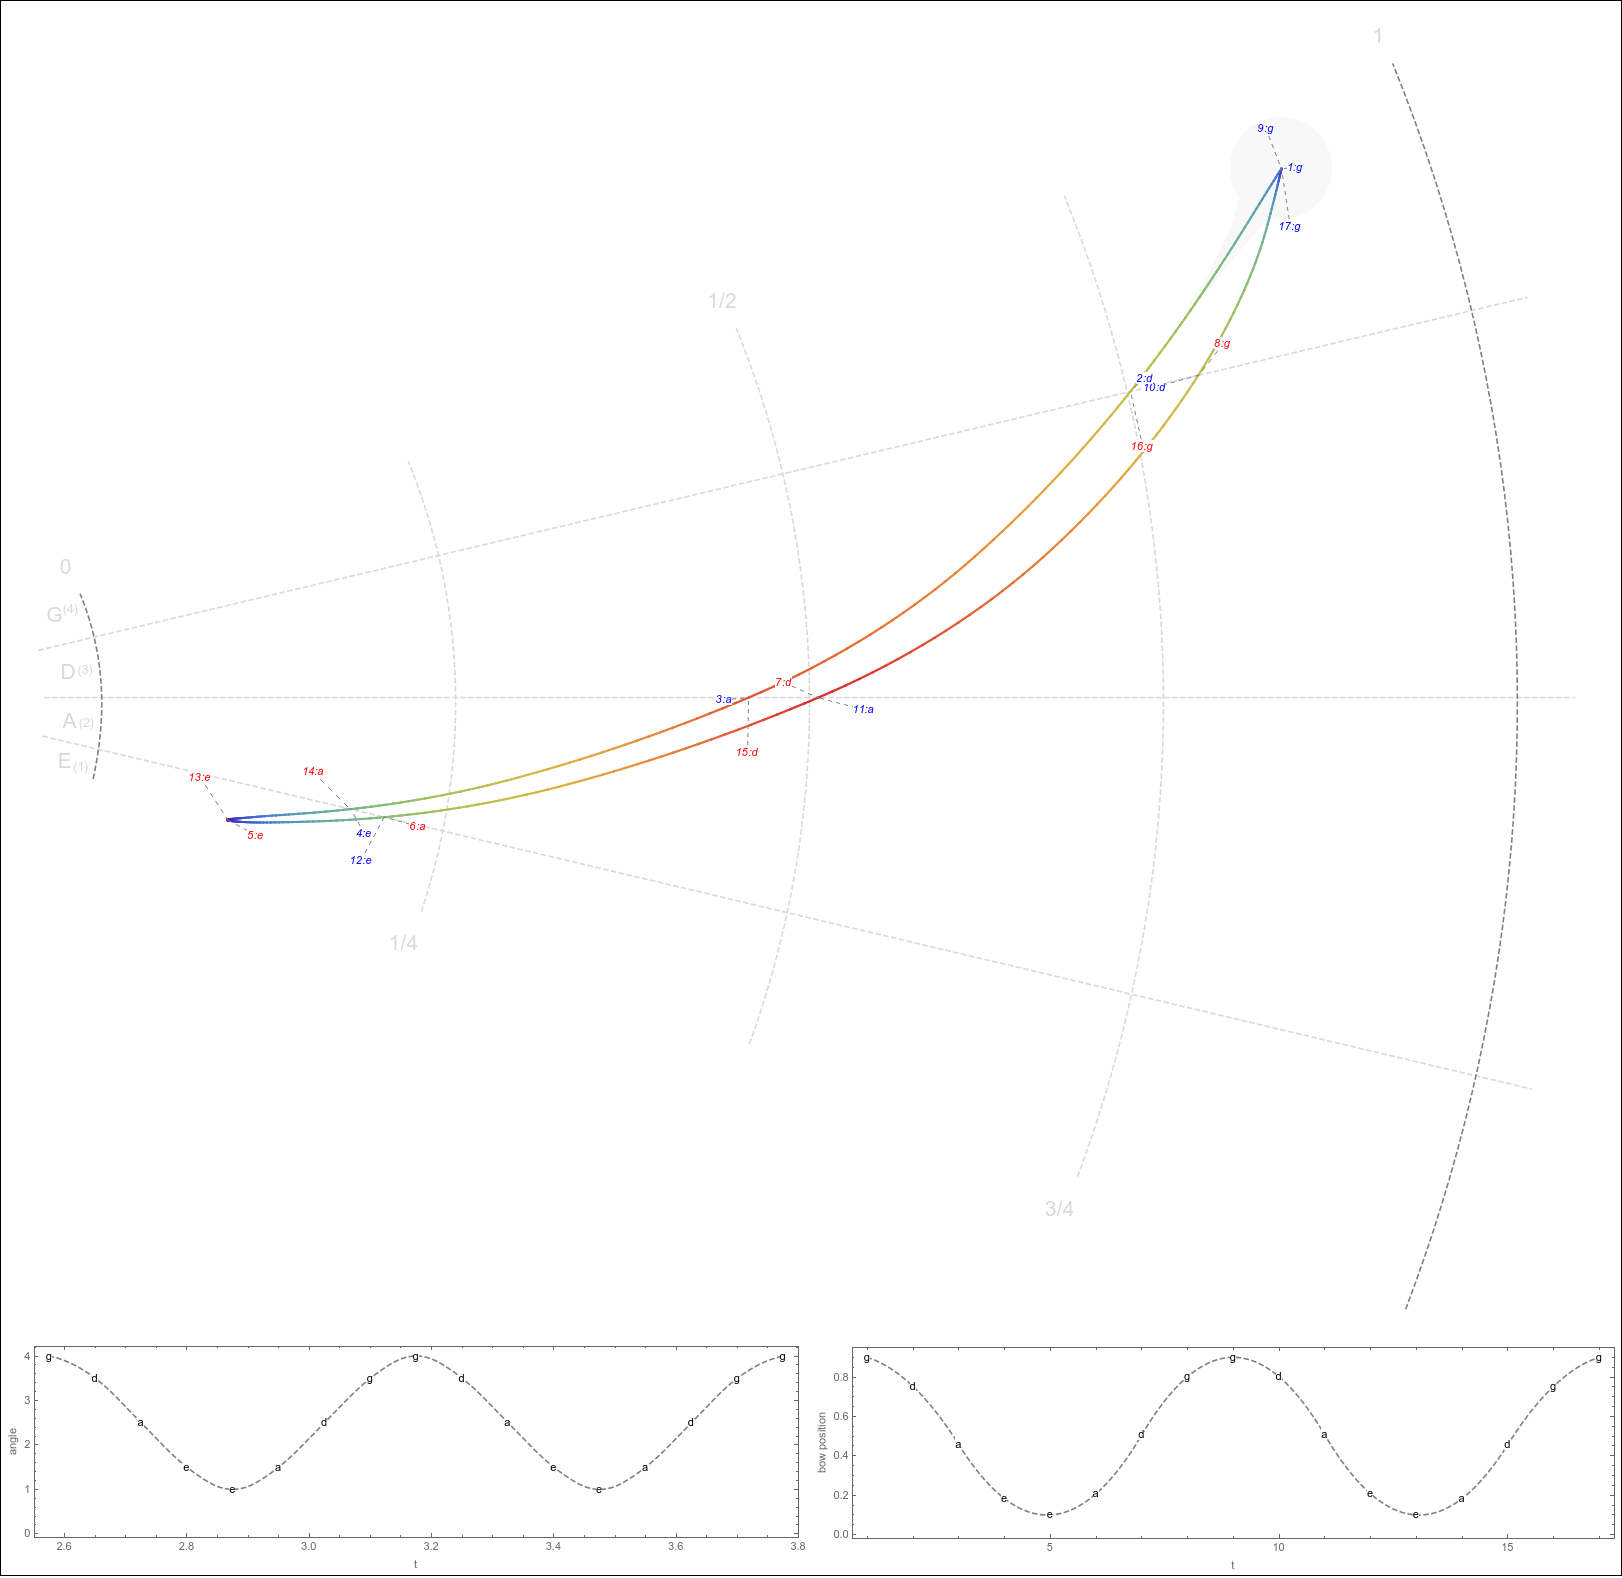 1
9:g
1:g
17:g
1/2
8:g
2:d
10:d
16:g
0
G(4)
D(3)
7:d
3:a
11:a
A(2)
15:d
E(1)
13:e
14:a
5:e
4:e
6:a
12:e
1/4
3/4
4
3
2
1
0
angle
g
d
a
e
e
a
d
g
g
d
a
e
e
a
d
g
g
2.6
2.8
3.0
3.2
3.4
3.6
3.8
t
0.8
0.6
0.4
0.2
0.0
bow position
g
d
a
e
e
a
d
g
g
d
a
e
e
a
d
g
g
5
10
15
t